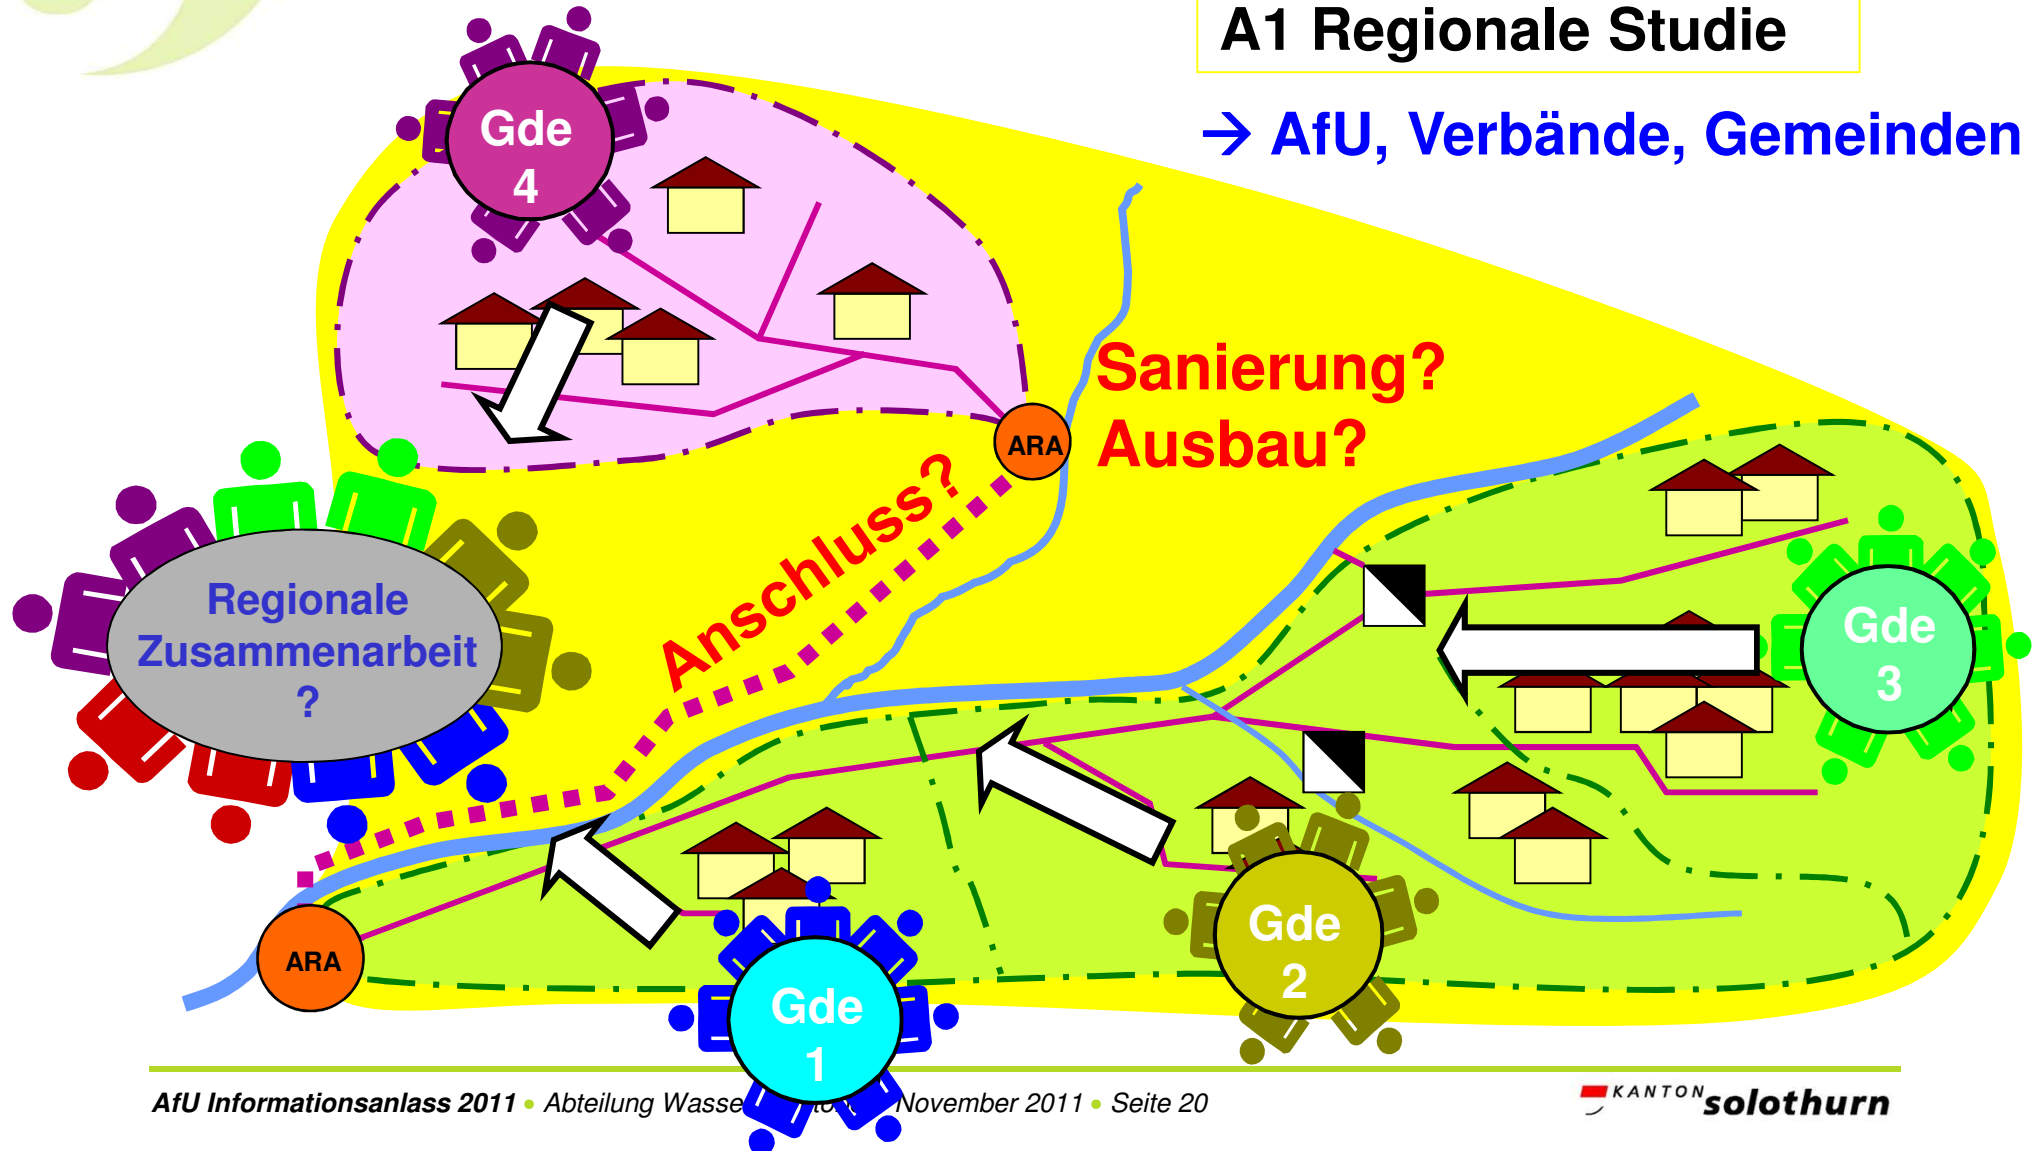 A1 Regionale Studie
→ AfU, Verbände, Gemeinden
Gde
4
Sanierung?
Ausbau?
ARA
Anschluss?
Regionale
Zusammenarbeit
?
Gde
3
Gde
2
ARA
Gde
1
AfU Informationsanlass 2011 • Abteilung Wasse November 2011 • Seite 20
KANTON solothurn